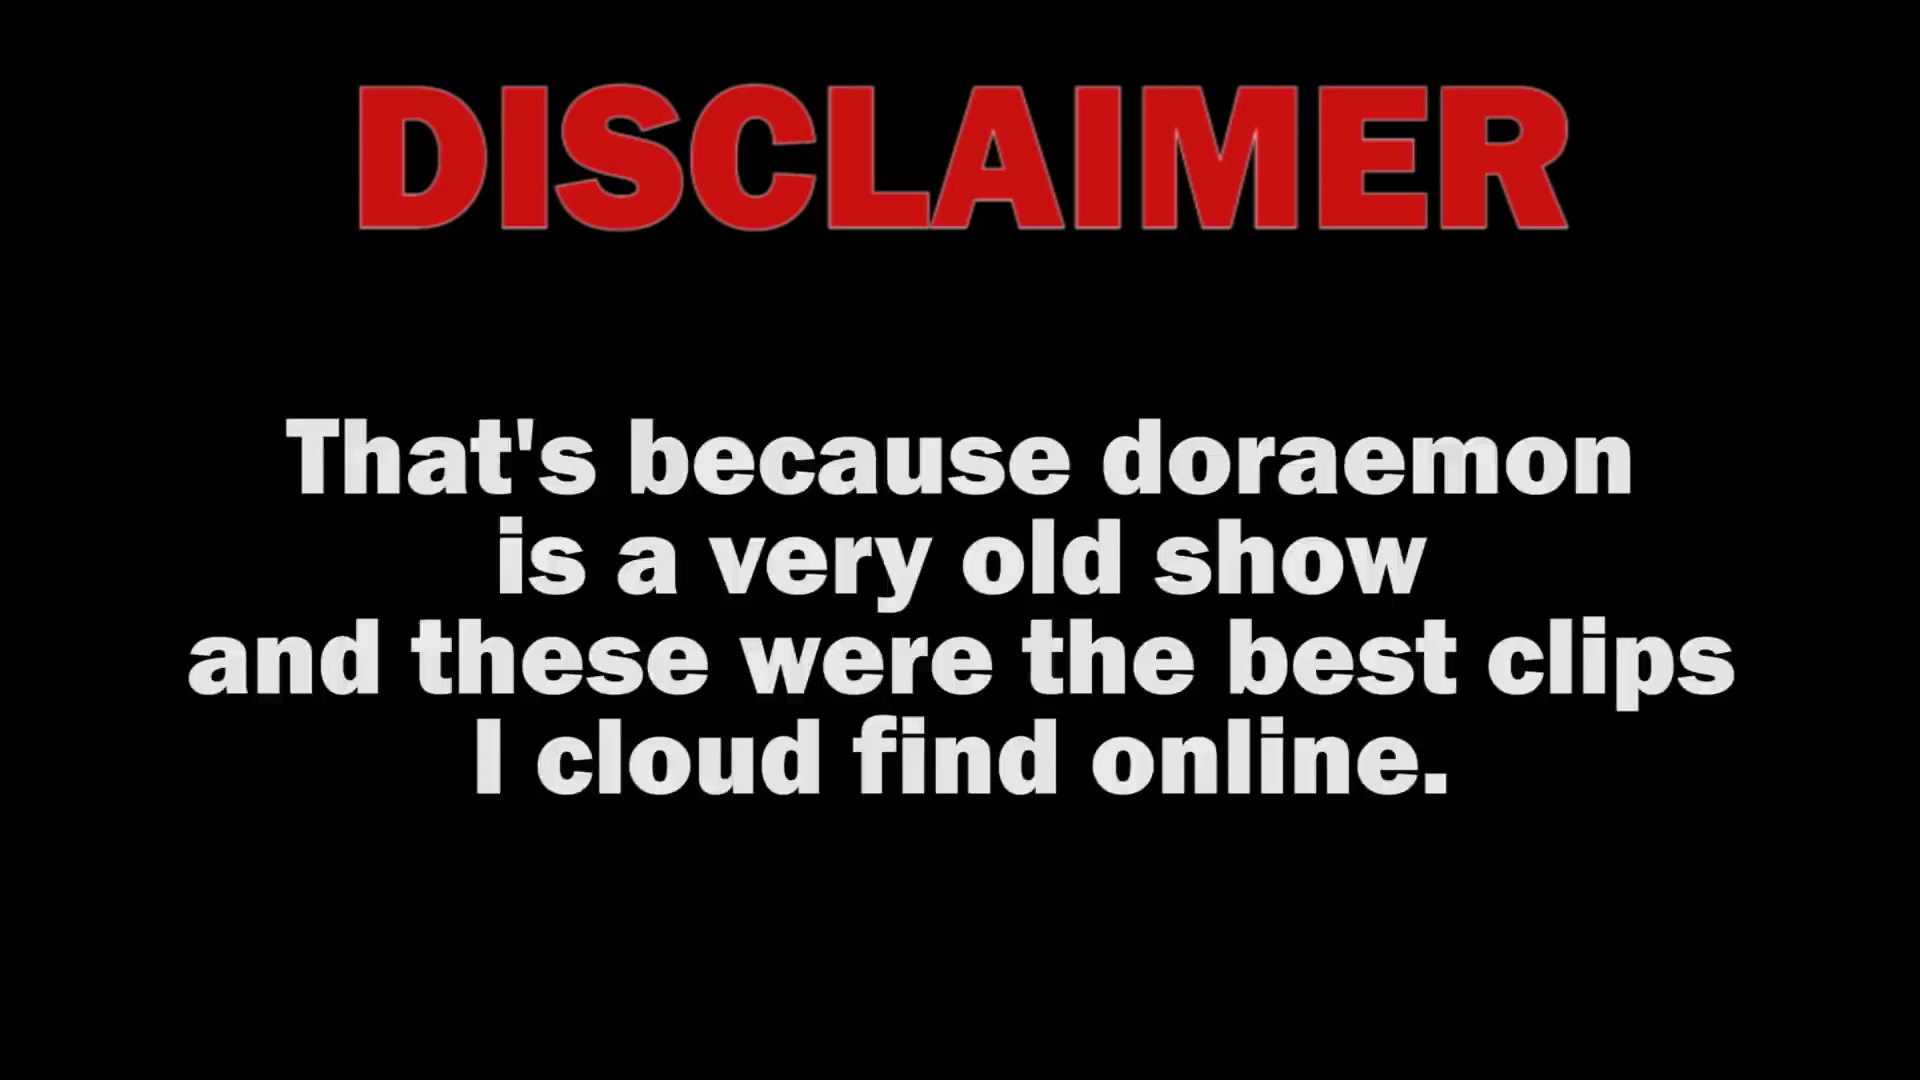 DISCLAIMER
That's because doraemon
is a very old show
and these were the best clips
I cloud find online.